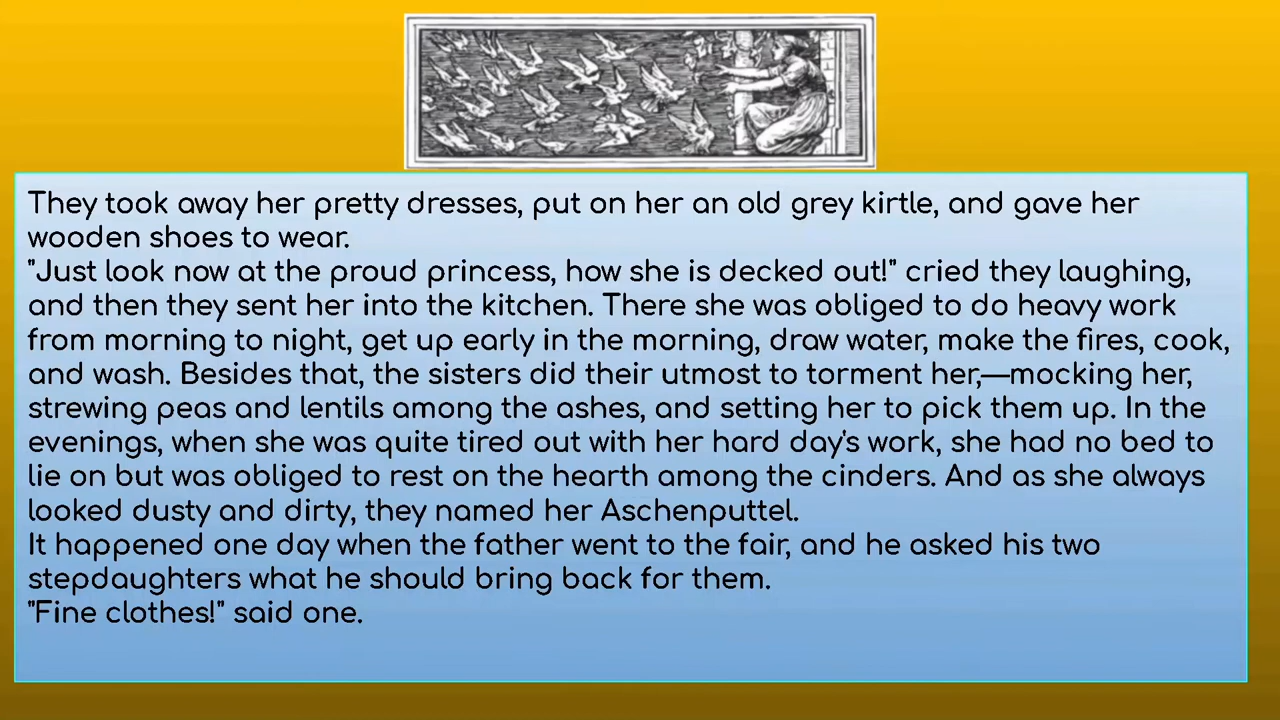 They took away her pretty dresses, put on her an old grey kirtle, and gave her
wooden shoes to wear.
"Just look now at the proud princess, how she is decked out!" cried they laughing,
and then they sent her into the kitchen. There she was obliged to do heavy work
from morning to night, get up early in the morning, draw water, make the fires, cook,
and wash. Besides that, the sisters did their utmost to torment her,—mocking her,
strewing peas and lentils among the ashes, and setting her to pick them up. In the
evenings, when she was quite tired out with her hard day's work, she had no bed to
lie on but was obliged to rest on the hearth among the cinders. And as she always
looked dusty and dirty, they named her Aschenputtel.
It happened one day when the father went to the fair, and he asked his two
stepdaughters what he should bring back for them.
"Fine clothes!" said one.